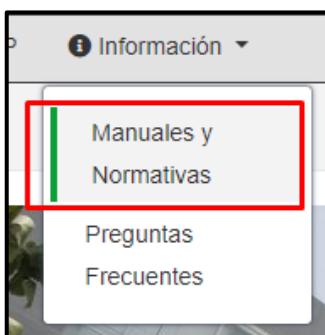 Información
Manuales y
Normativas
Preguntas
Frecuentes